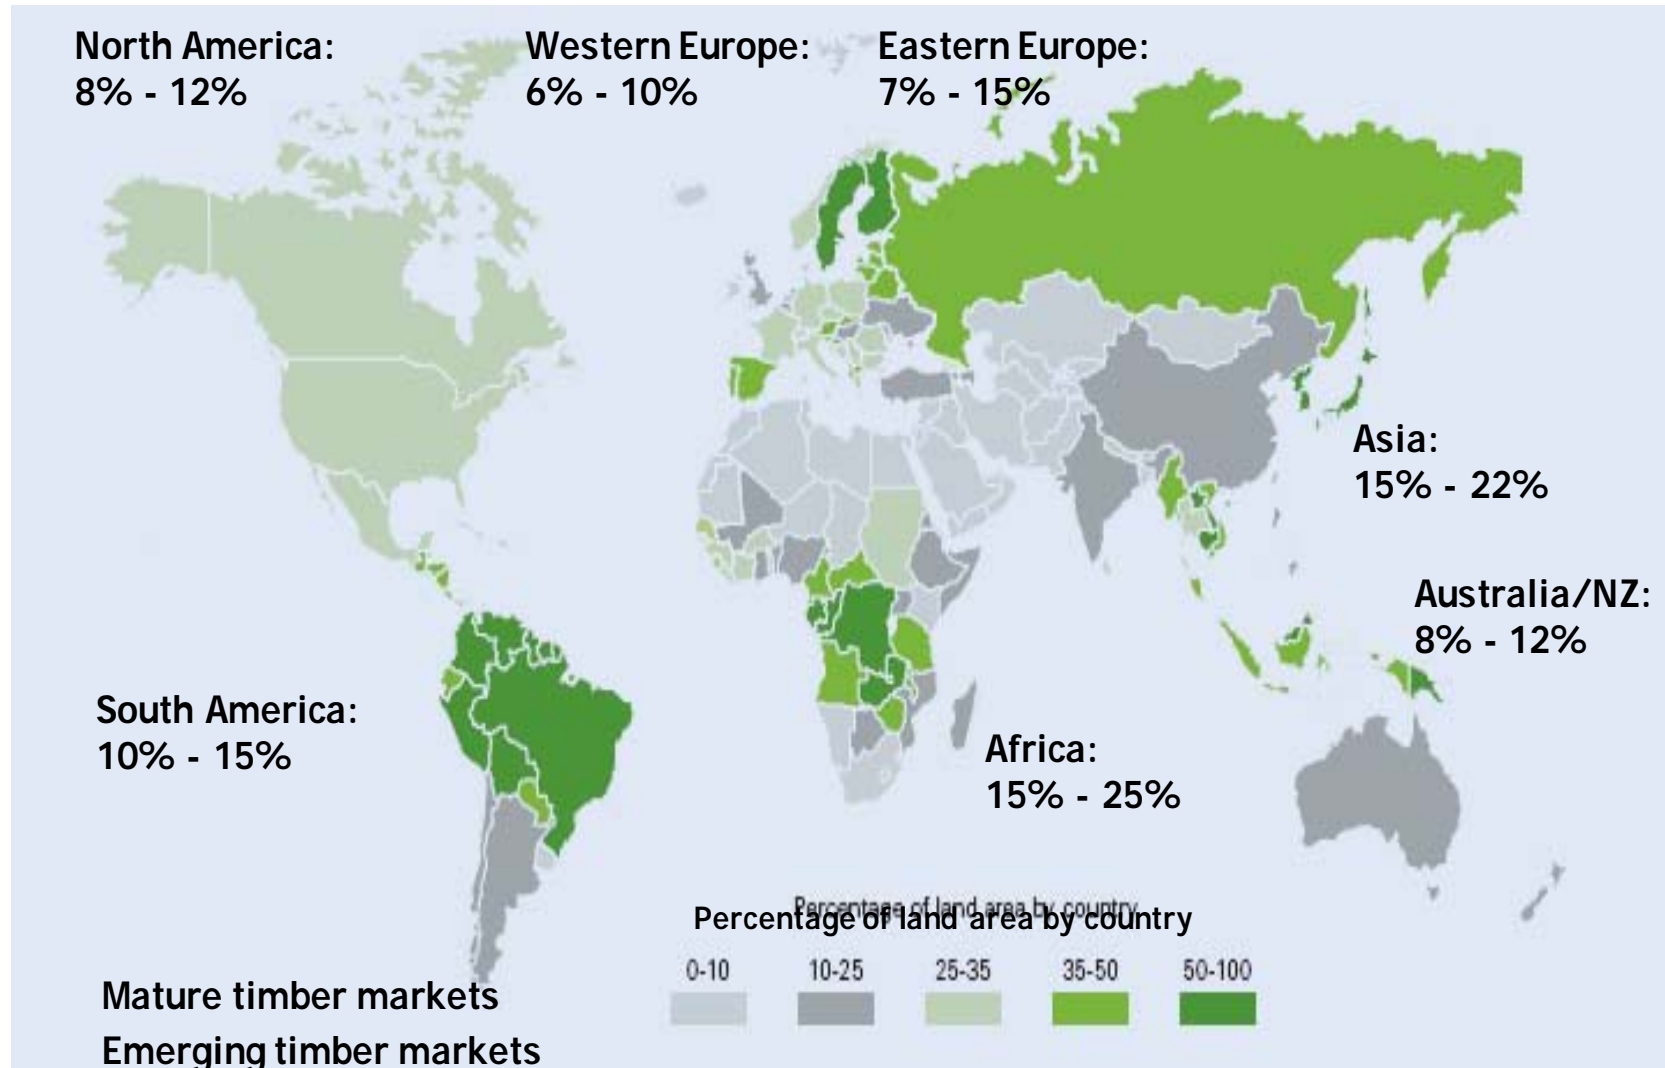 North America:
8% - 12%
Western Europe:
6% - 10%
Eastern Europe:
7% - 15%
Asia:
15% - 22%
Australia/NZ:
8% - 12%
South America:
10% - 15%
Africa:
15% - 25%
Percentage of land area by country
Percentage of land area by country
0-10 10-25 25-35 35-50 50-100
Mature timber markets
Emerging timber markets